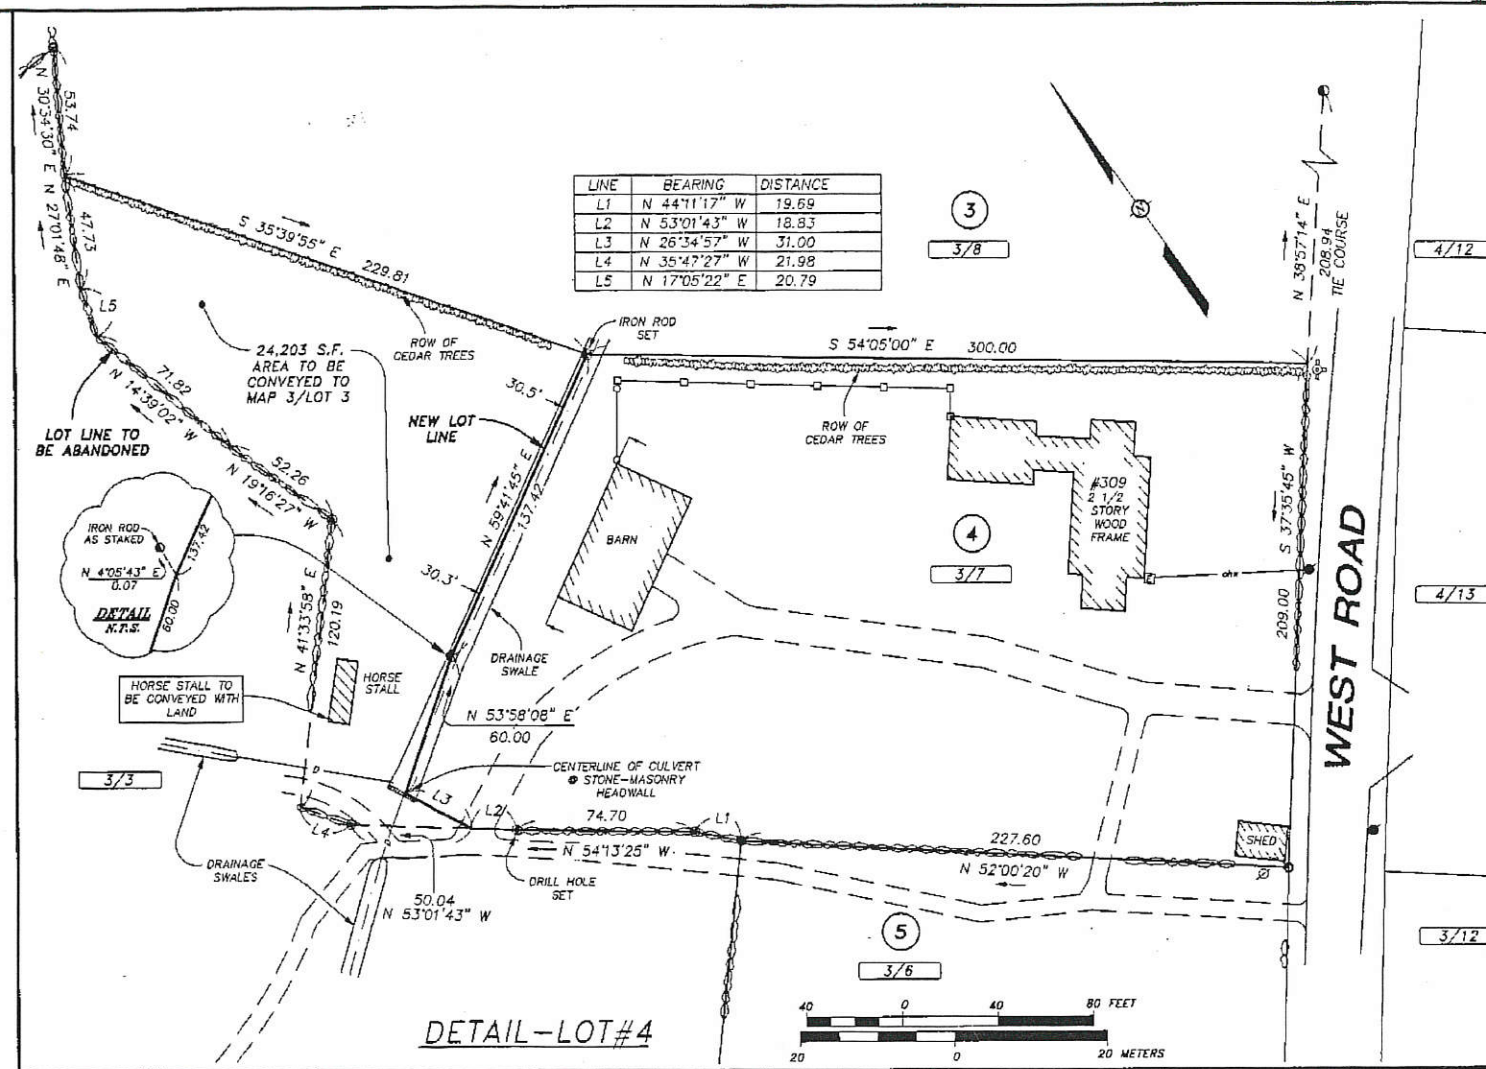 LINE BEARING DISTANCE
L1 N 44°11'17" W 19.69
L2 N 53°01'43" W 18.83
L3 N 26°34'57" W 31.00
L4 N 35°47'27" W 21.98
L5 N 17°05'22" E 20.79
53.74
N 30°34'30" E
47.73
N 27°01'48" E
L5
S 35°39'55" E
229.81
ROW OF
CEDAR TREES
24,203 S.F.
AREA TO BE
CONVEYED TO
MAP 3/LOT 3
71.82
N 14°39'02" W
LOT LINE TO
BE ABANDONED
52.26
N 19°16'27" W
IRON ROD
AS STAKED
137.42
N 4°05'43" E
0.07
60.00
DETAIL
N.T.S.
N 41°33'58" E
120.19
HORSE STALL TO
BE CONVEYED WITH
LAND
HORSE
STALL
3/3
D
L4
D
DRAINAGE
SWALES
IRON ROD
SET
30.5'
NEW LOT
LINE
N 59°41'45" E
137.42
30.3'
DRAINAGE
SWALE
N 53°58'08" E
60.00
CENTERLINE OF CULVERT
@ STONE-MASONRY
HEADWALL
L3
L2
74.70
L1
N 54°13'25" W
DRILL HOLE
SET
50.04
N 53°01'43" W
3
3/8
S 54°05'00" E
300.00
ROW OF
CEDAR TREES
BARN
4
3/7
#309
2 1/2
STORY
WOOD
FRAME
E
ohw
N 38°57'14" E
208.94
TIE COURSE
S 37°35'45" W
209.00
WEST ROAD
4/12
4/13
3/12
227.60
N 52°00'20" W
SHED
5
3/6
DETAIL-LOT#4
40 0 40 80 FEET
20 0 20 METERS